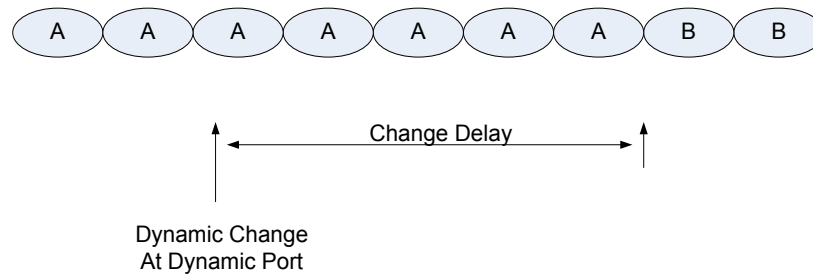 A A A A A A A B B
Change Delay
Dynamic Change
At Dynamic Port